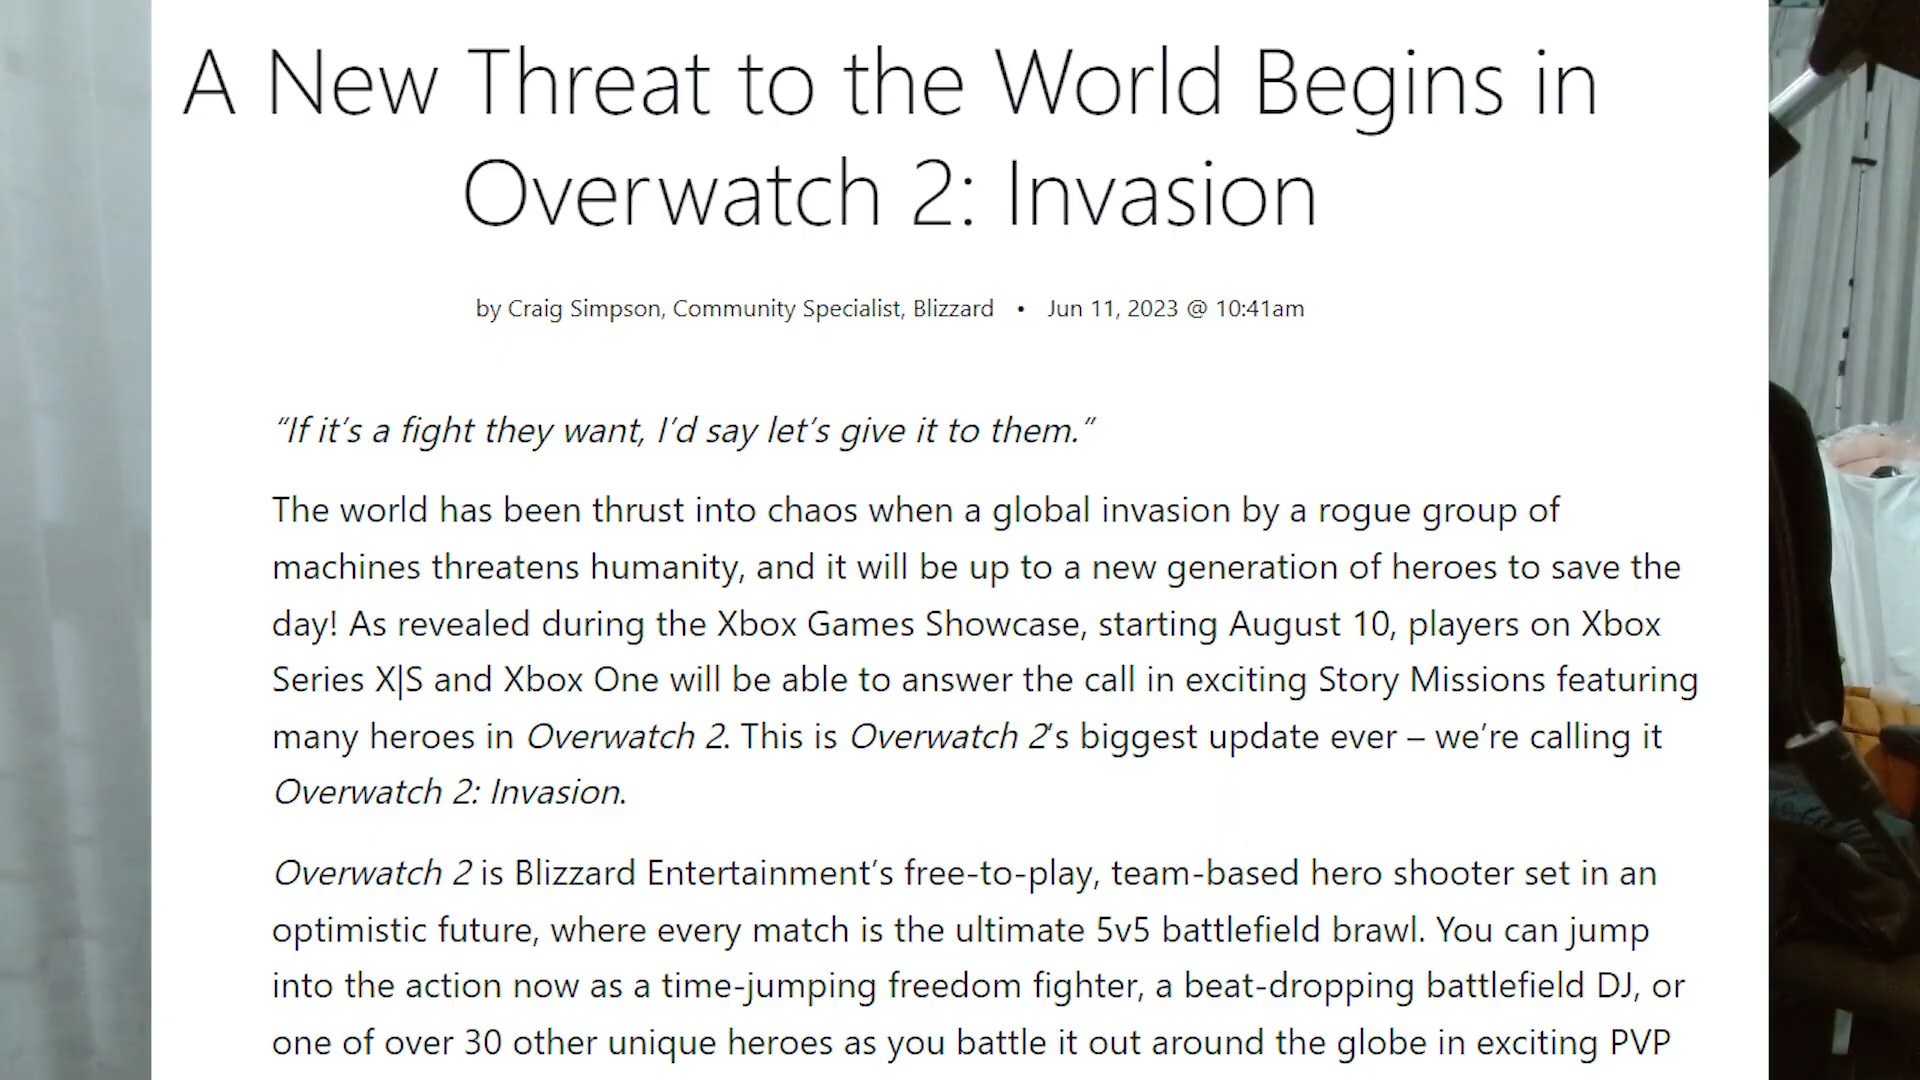 A New Threat to the World Begins in
Overwatch 2: Invasion
by Craig Simpson, Community Specialist, Blizzard • Jun 11, 2023 @ 10:41am
“If it’s a fight they want, I’d say let’s give it to them.”
The world has been thrust into chaos when a global invasion by a rogue group of
machines threatens humanity, and it will be up to a new generation of heroes to save the
day! As revealed during the Xbox Games Showcase, starting August 10, players on Xbox
Series X|S and Xbox One will be able to answer the call in exciting Story Missions featuring
many heroes in Overwatch 2. This is Overwatch 2’s biggest update ever – we’re calling it
Overwatch 2: Invasion.
Overwatch 2 is Blizzard Entertainment’s free-to-play, team-based hero shooter set in an
optimistic future, where every match is the ultimate 5v5 battlefield brawl. You can jump
into the action now as a time-jumping freedom fighter, a beat-dropping battlefield DJ, or
one of over 30 other unique heroes as you battle it out around the globe in exciting PVP